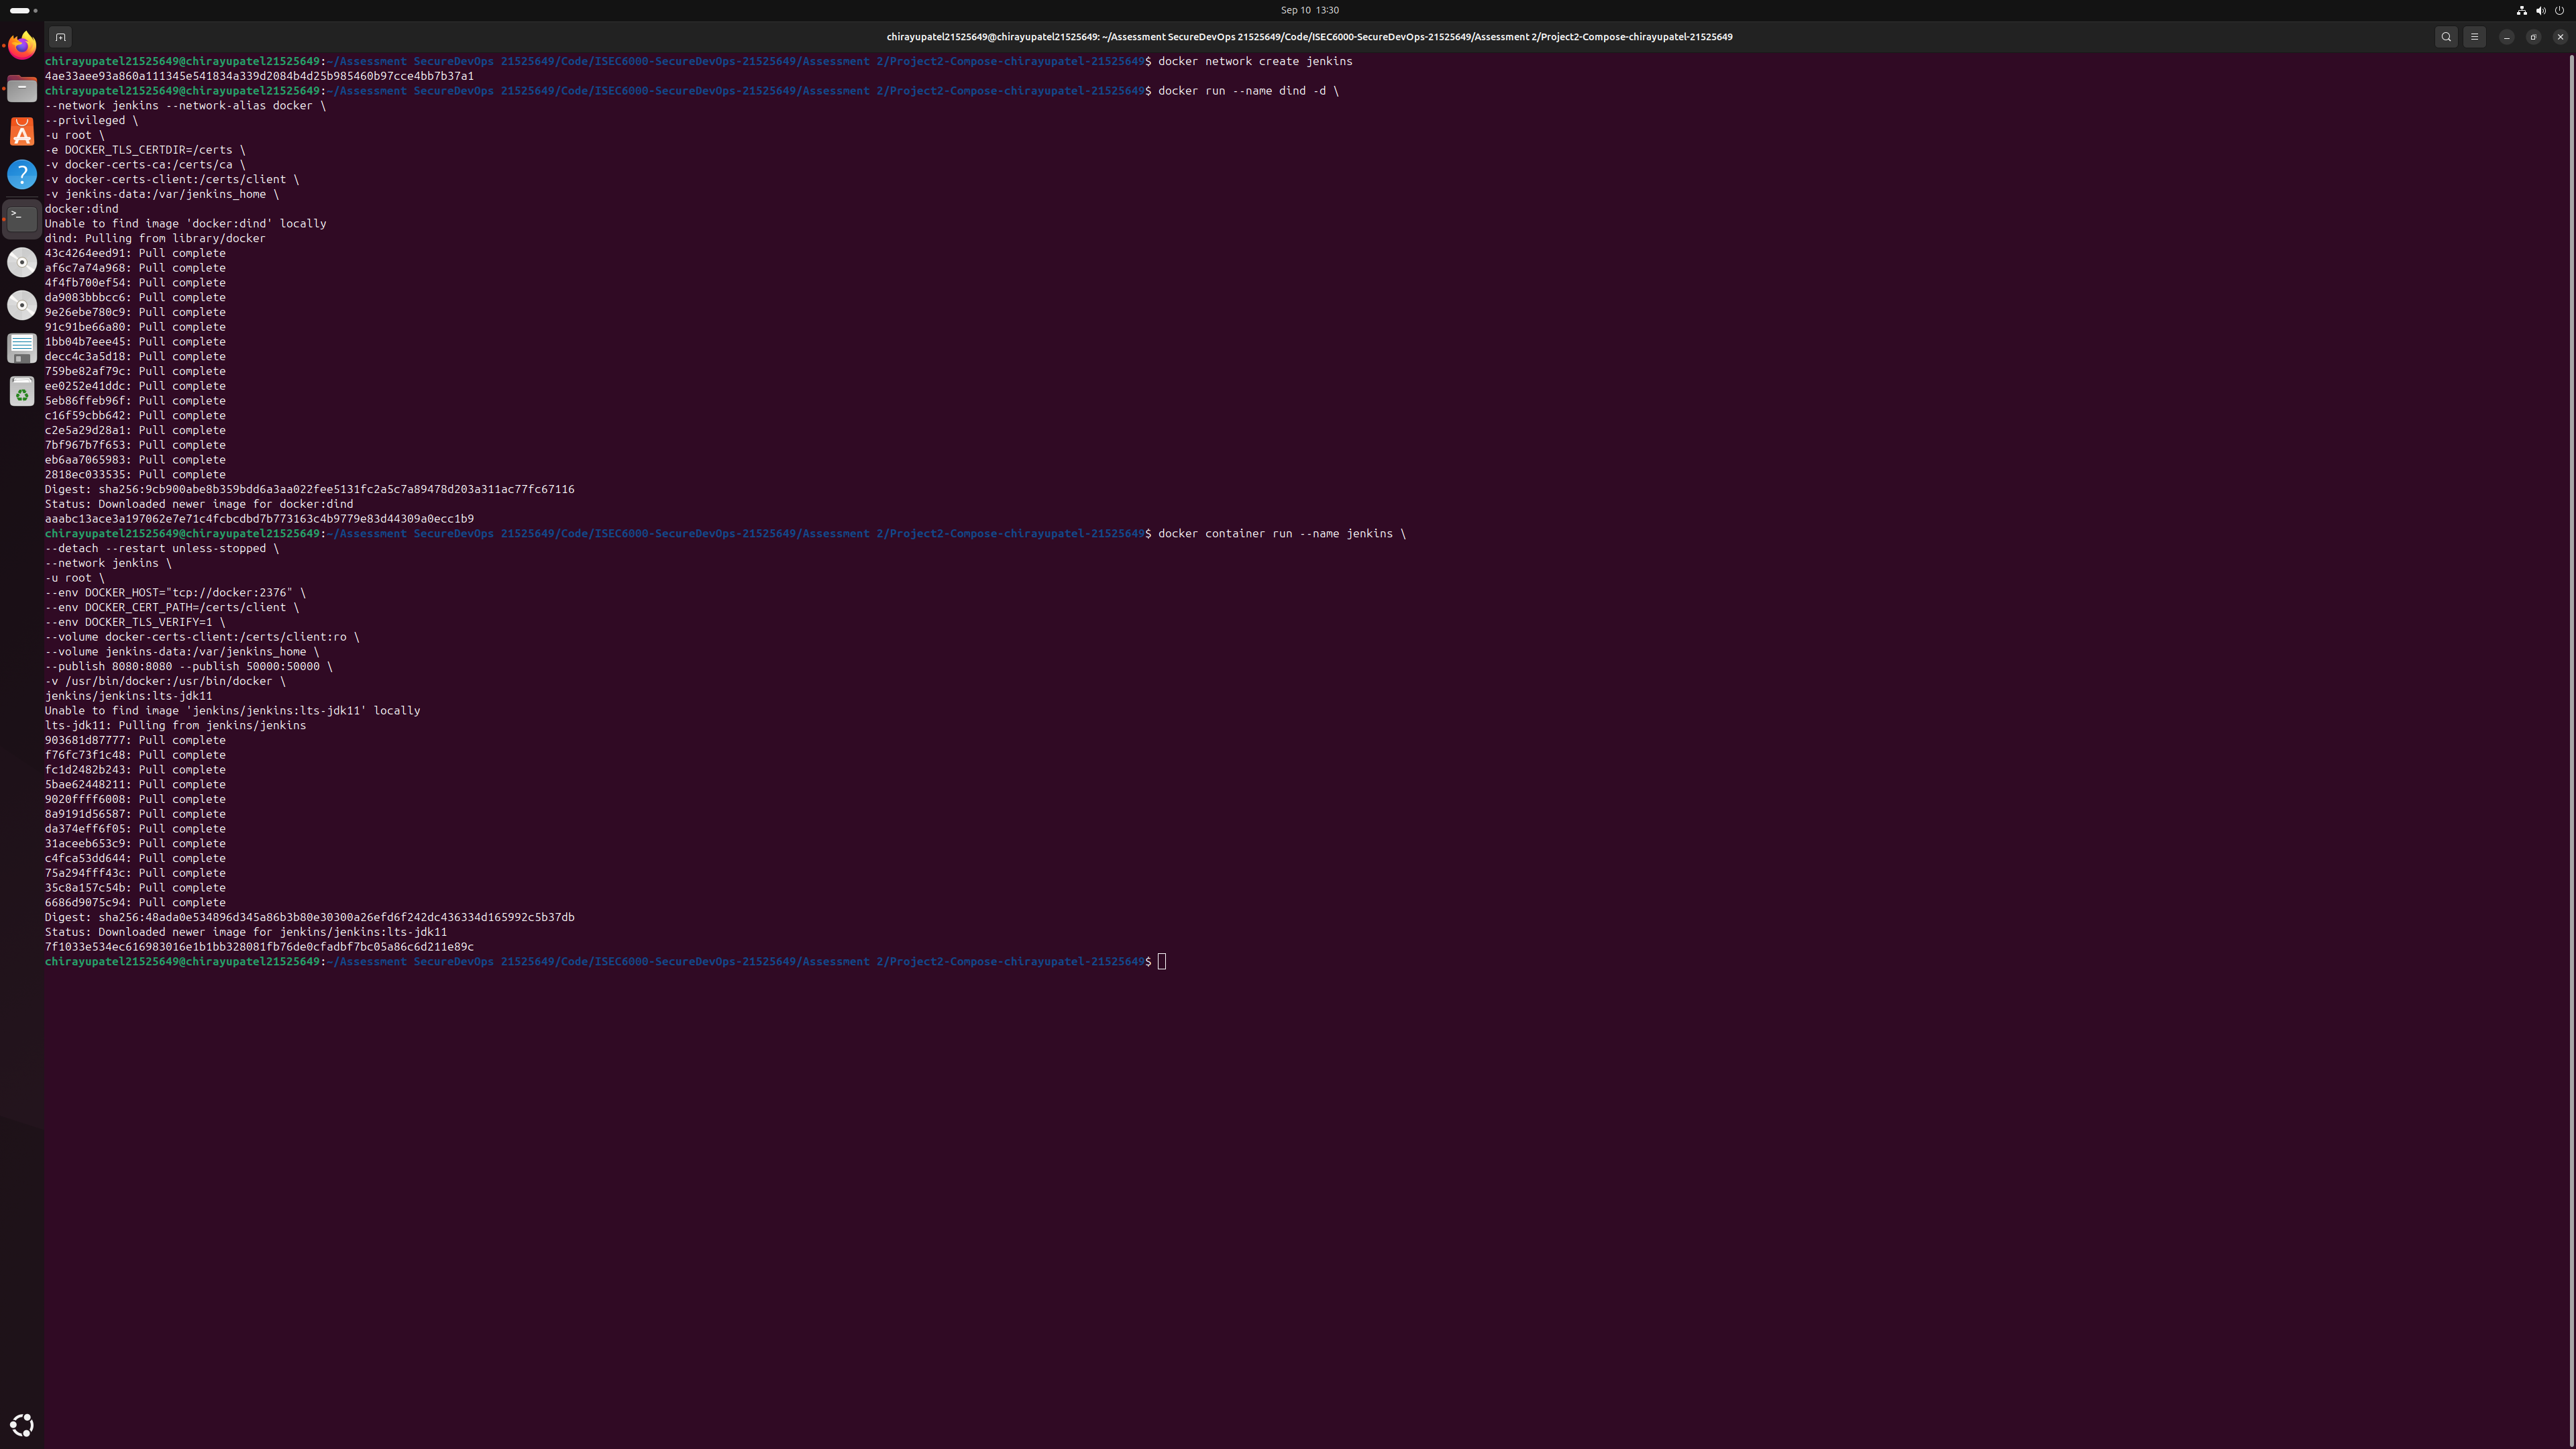 Sep 10 13:30
chirayupatel21525649@chirayupatel21525649: ~/Assessment SecureDevOps 21525649/Code/ISEC6000-SecureDevOps-21525649/Assessment 2/Project2-Compose-chirayupatel-21525649
chirayupatel21525649@chirayupatel21525649:~/Assessment SecureDevOps 21525649/Code/ISEC6000-SecureDevOps-21525649/Assessment 2/Project2-Compose-chirayupatel-21525649$ docker network create jenkins
4ae33aee93a860a111345e541834a339d2084b4d25b985460b97cce4bb7b37a1
chirayupatel21525649@chirayupatel21525649:~/Assessment SecureDevOps 21525649/Code/ISEC6000-SecureDevOps-21525649/Assessment 2/Project2-Compose-chirayupatel-21525649$ docker run --name dind -d \
--network jenkins --network-alias docker \
--privileged \
-u root \
-e DOCKER_TLS_CERTDIR=/certs \
-v docker-certs-ca:/certs/ca \
-v docker-certs-client:/certs/client \
-v jenkins-data:/var/jenkins_home \
docker:dind
Unable to find image 'docker:dind' locally
dind: Pulling from library/docker
43c4264eed91: Pull complete
af6c7a74a968: Pull complete
4f4fb700ef54: Pull complete
da9083bbbcc6: Pull complete
9e26ebe780c9: Pull complete
91c91be66a80: Pull complete
1bb04b7eee45: Pull complete
decc4c3a5d18: Pull complete
759be82af79c: Pull complete
ee0252e41ddc: Pull complete
5eb86ffeb96f: Pull complete
c16f59cbb642: Pull complete
c2e5a29d28a1: Pull complete
7bf967b7f653: Pull complete
eb6aa7065983: Pull complete
2818ec033535: Pull complete
Digest: sha256:9cb900abe8b359bdd6a3aa022fee5131fc2a5c7a89478d203a311ac77fc67116
Status: Downloaded newer image for docker:dind
aaabc13ace3a197062e7e71c4fcbcdbd7b773163c4b9779e83d44309a0ecc1b9
chirayupatel21525649@chirayupatel21525649:~/Assessment SecureDevOps 21525649/Code/ISEC6000-SecureDevOps-21525649/Assessment 2/Project2-Compose-chirayupatel-21525649$ docker container run --name jenkins \
--detach --restart unless-stopped \
--network jenkins \
-u root \
--env DOCKER_HOST="tcp://docker:2376" \
--env DOCKER_CERT_PATH=/certs/client \
--env DOCKER_TLS_VERIFY=1 \
--volume docker-certs-client:/certs/client:ro \
--volume jenkins-data:/var/jenkins_home \
--publish 8080:8080 --publish 50000:50000 \
-v /usr/bin/docker:/usr/bin/docker \
jenkins/jenkins:lts-jdk11
Unable to find image 'jenkins/jenkins:lts-jdk11' locally
lts-jdk11: Pulling from jenkins/jenkins
903681d87777: Pull complete
f76fc73f1c48: Pull complete
fc1d2482b243: Pull complete
5bae62448211: Pull complete
9020ffff6008: Pull complete
8a9191d56587: Pull complete
da374eff6f05: Pull complete
31aceeb653c9: Pull complete
c4fca53dd644: Pull complete
75a294fff43c: Pull complete
35c8a157c54b: Pull complete
6686d9075c94: Pull complete
Digest: sha256:48ada0e534896d345a86b3b80e30300a26efd6f242dc436334d165992c5b37db
Status: Downloaded newer image for jenkins/jenkins:lts-jdk11
7f1033e534ec616983016e1b1bb328081fb76de0cfadbf7bc05a86c6d211e89c
chirayupatel21525649@chirayupatel21525649:~/Assessment SecureDevOps 21525649/Code/ISEC6000-SecureDevOps-21525649/Assessment 2/Project2-Compose-chirayupatel-21525649$